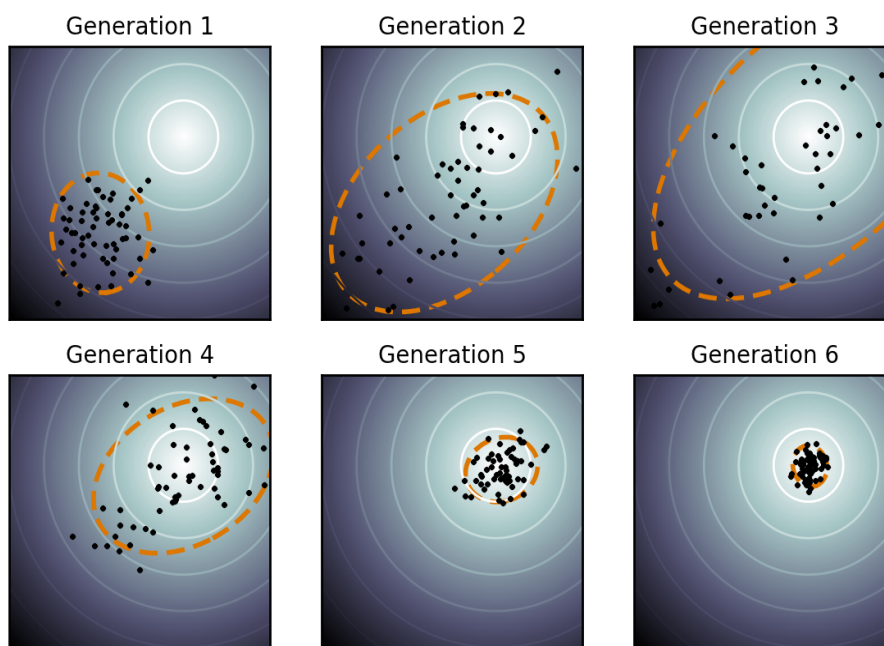 Generation 1
Generation 2
Generation 3
Generation 4
Generation 5
Generation 6